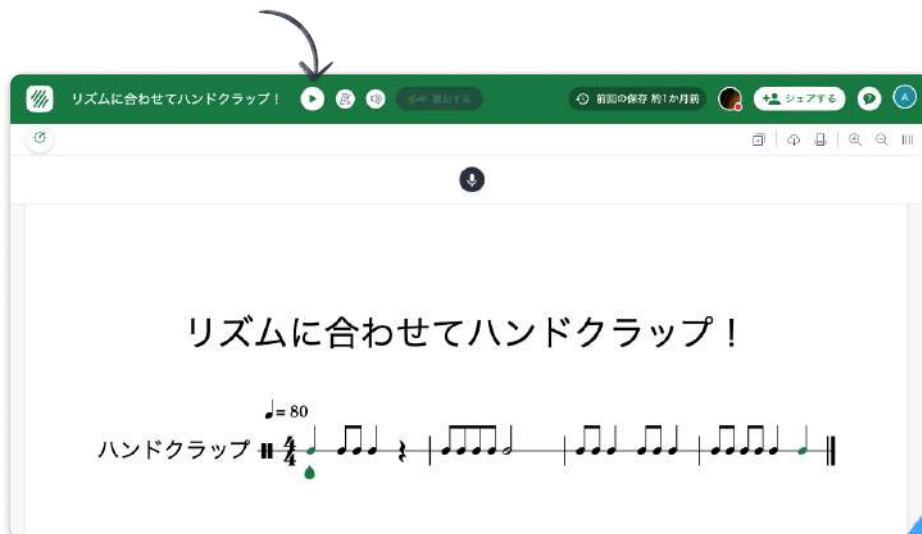 リズムに合わせてハンドクラップ！
前回の保存 約1か月前
シェアする
A
リズムに合わせてハンドクラップ！
= 80
ハンドクラップ
4
4